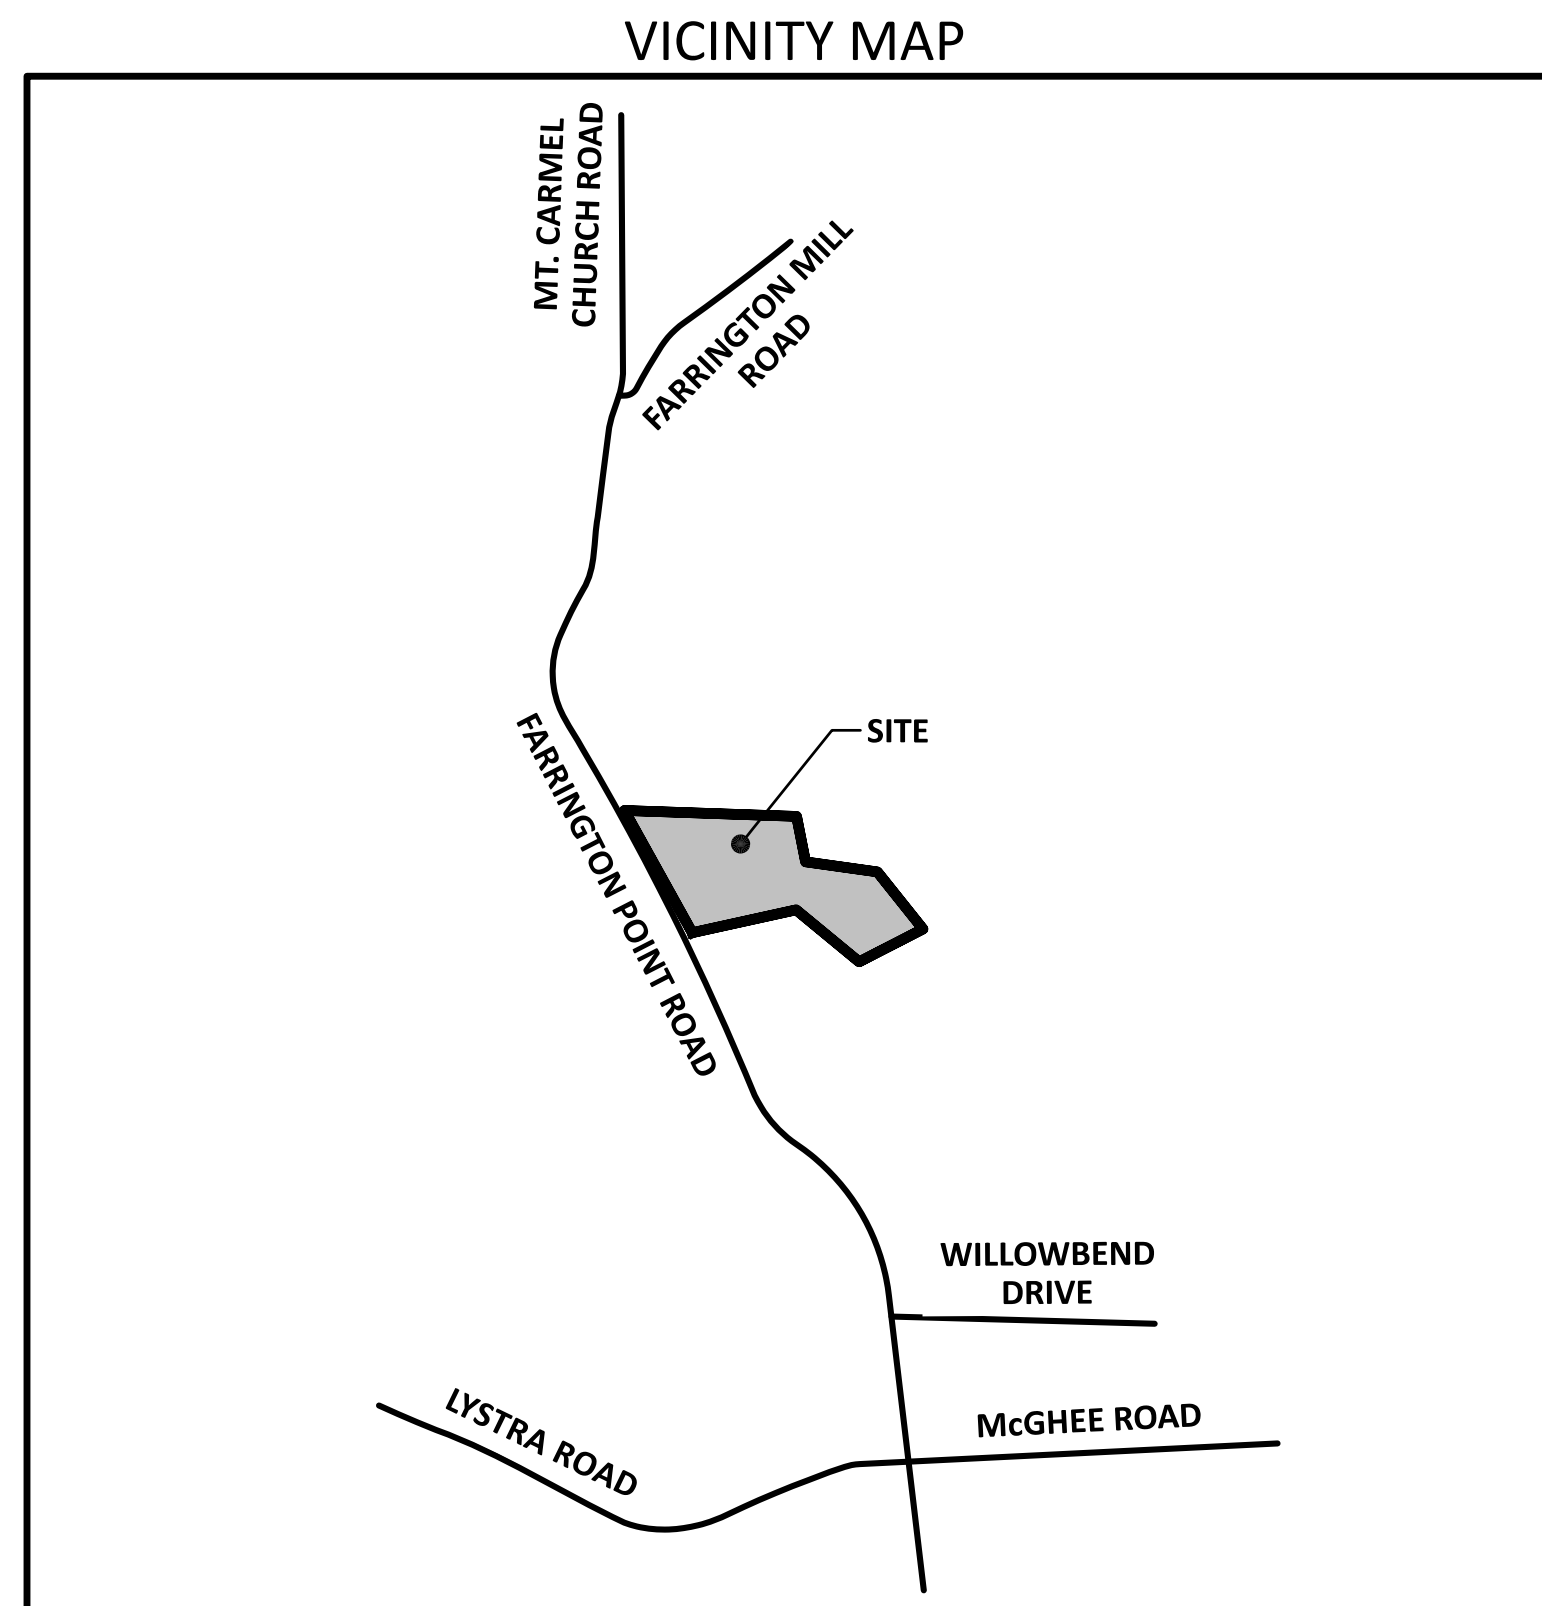 VICINITY MAP
MT. CARMEL
CHURCH ROAD
FARRINGTON MILL
ROAD
SITE
FARRINGTON POINT ROAD
WILLOWBEND
DRIVE
LYSTRA ROAD
McGHEE ROAD